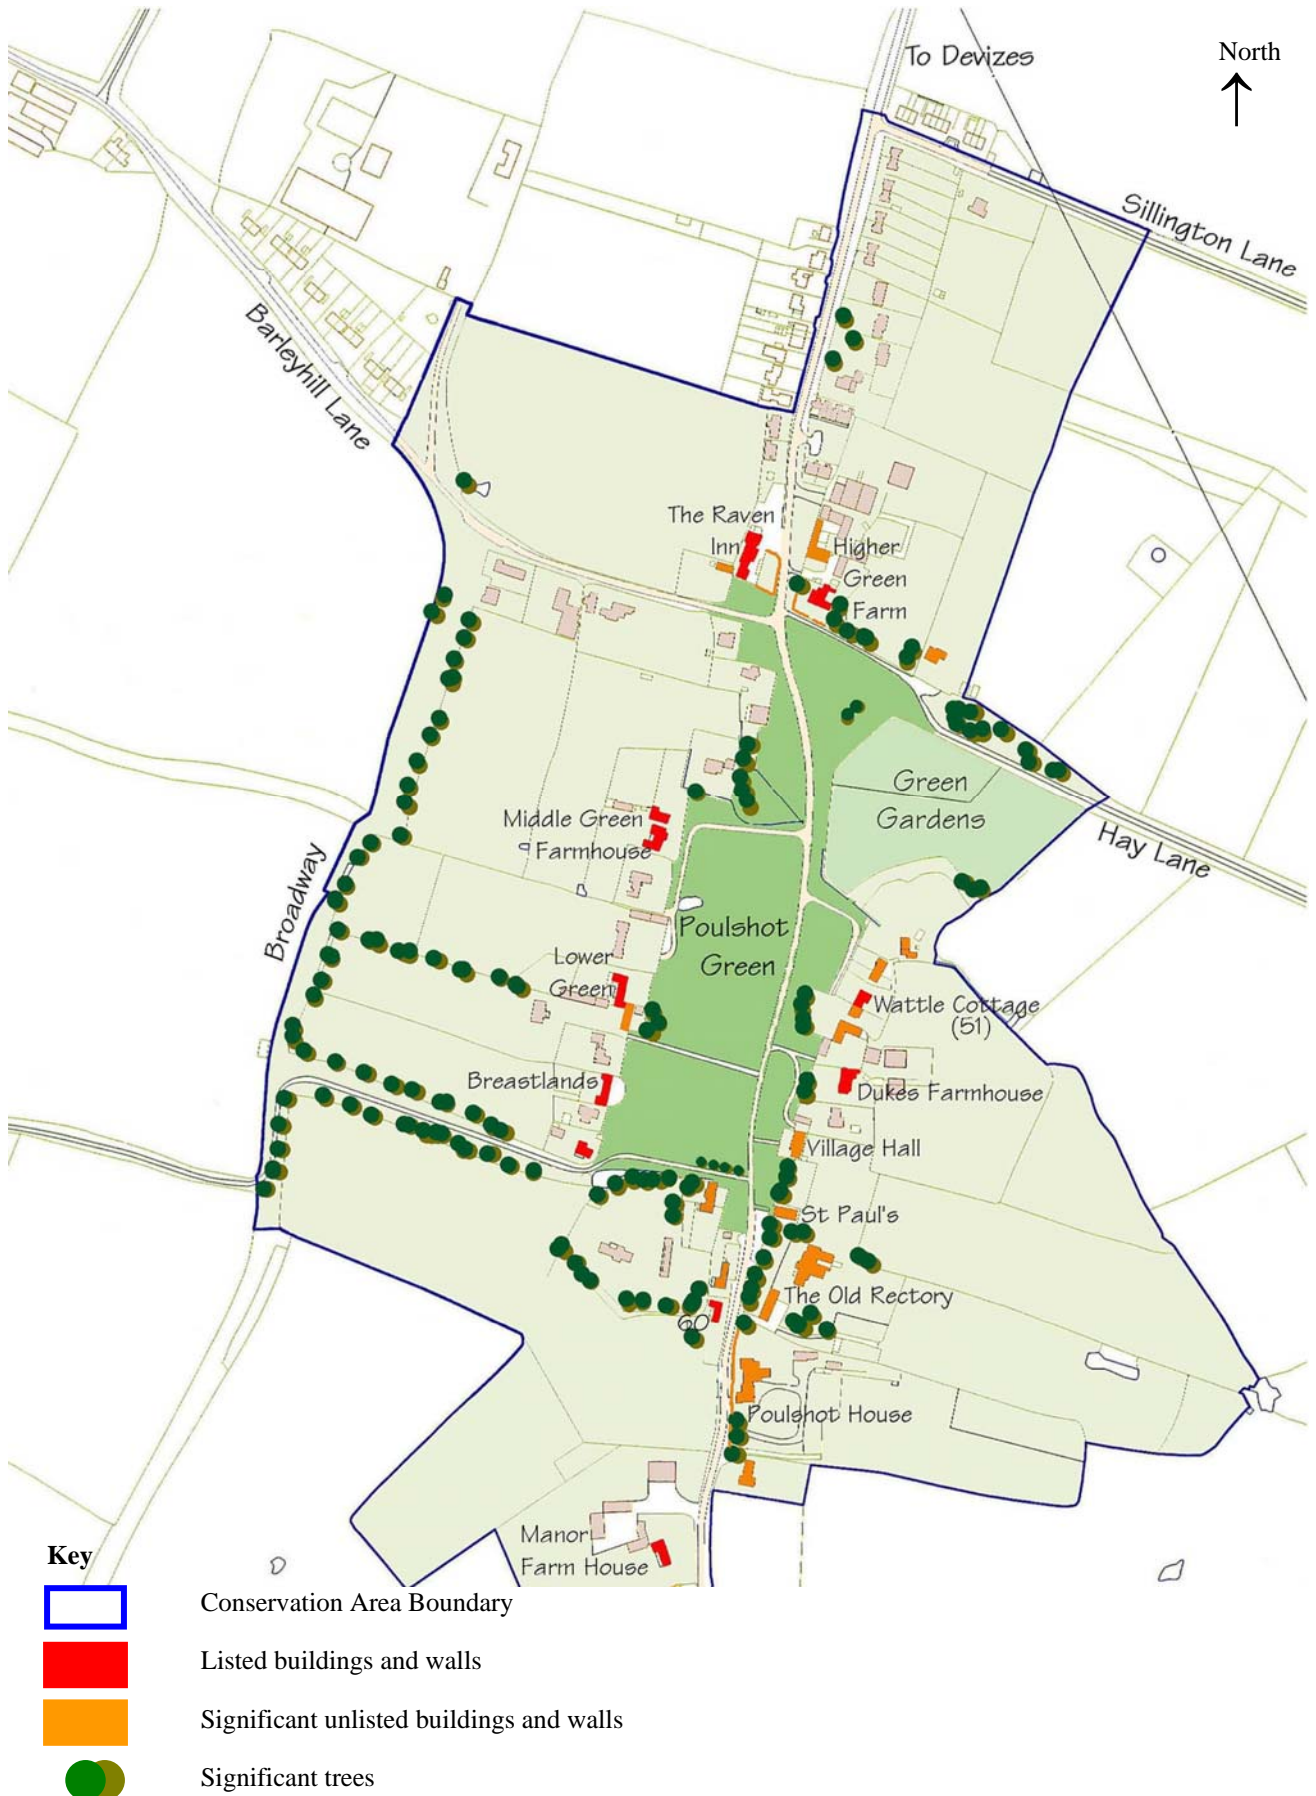 To Devizes
North
Sillington Lane
Barleyhill Lane
The Raven
Inn
Higher
Green
Farm
Green
Gardens
Middle Green
Farmhouse
Hay Lane
Broadway
Poulshot
Green
Lower
Green
Wattle Cottage
(51)
Breastlands
Dukes Farmhouse
Village Hall
St Paul's
The Old Rectory
60
Poulshot House
Manor
Farm House
Key
Conservation Area Boundary
Listed buildings and walls
Significant unlisted buildings and walls
Significant trees